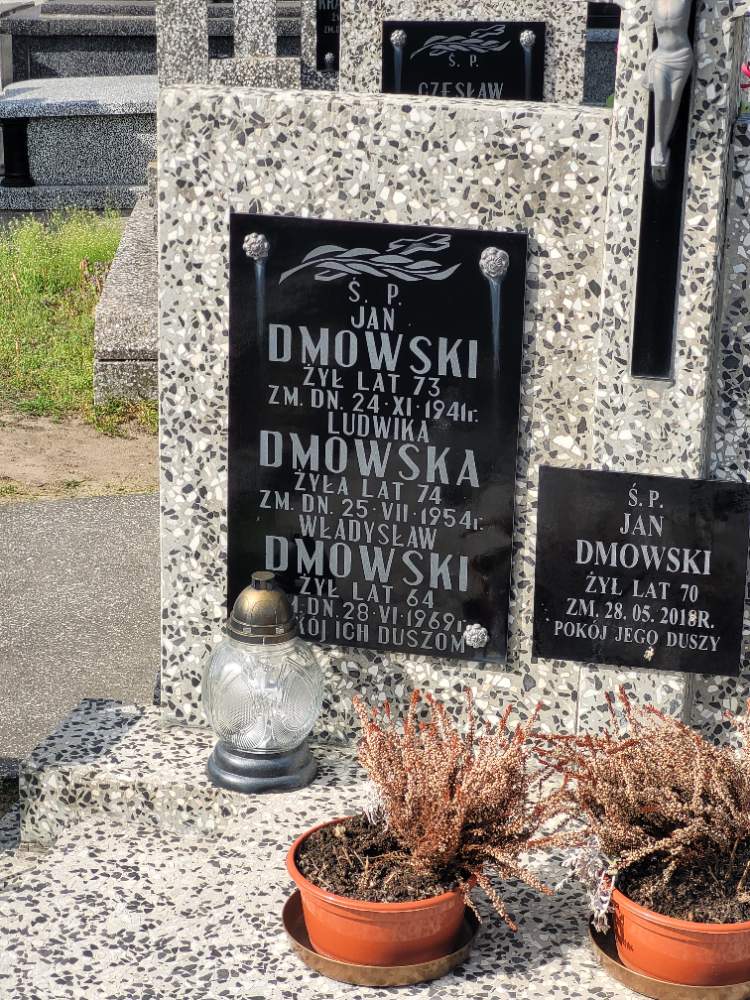 Ś. P.
CZESŁAW
Ś. P.
JAN
DMOWSKI
ŻYŁ LAT 73
ZM. DN. 24·XI·1941r.
LUDWIKA
DMOWSKA
ŻYŁA LAT 74
ZM. DN. 25·VII·1954r.
WŁADYSŁAW
DMOWSKI
ŻYŁ LAT 64
ZM. DN. 28·VI·1969r.
POKÓJ ICH DUSZOM
Ś. P.
JAN
DMOWSKI
ŻYŁ LAT 70
ZM. 28.05.2018R.
POKÓJ JEGO DUSZY